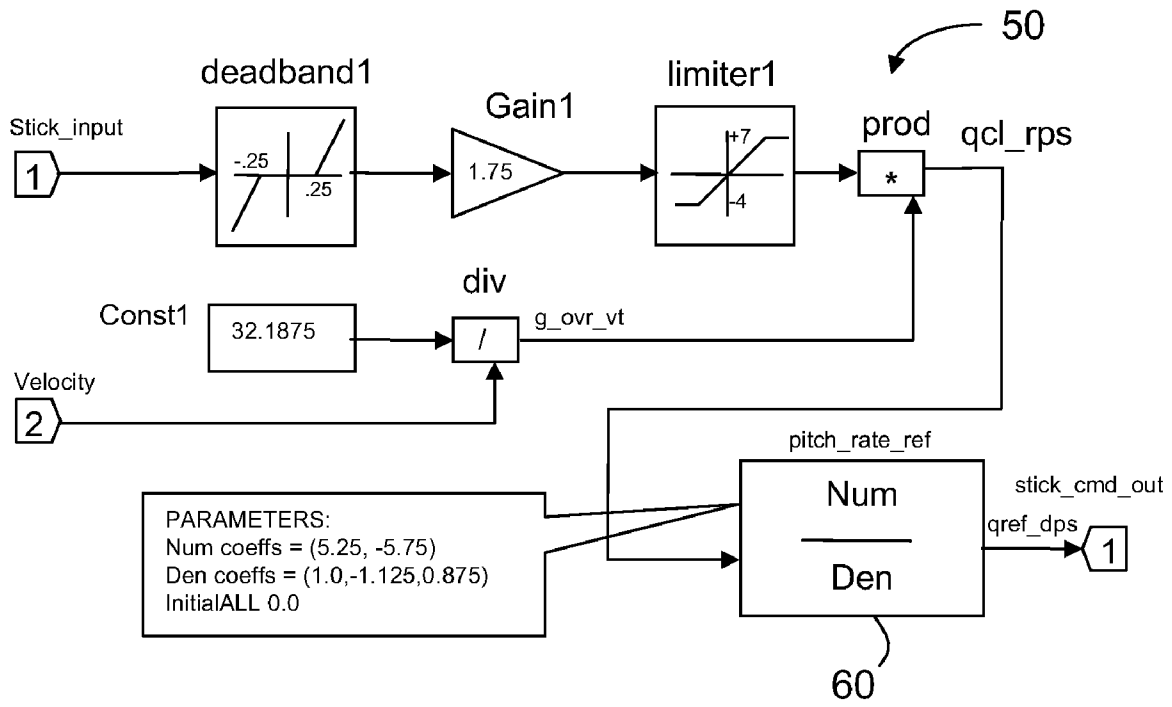 50
deadband1
limiter1
Gain1
Stick_input
1
-.25
.25
1.75
+7
-4
prod
*
qcl_rps
div
Const1
32.1875
/
g_ovr_vt
Velocity
2
pitch_rate_ref
Num
Den
stick_cmd_out
qref_dps
1
PARAMETERS:
Num coeffs = (5.25, -5.75)
Den coeffs = (1.0,-1.125,0.875)
InitialALL 0.0
60